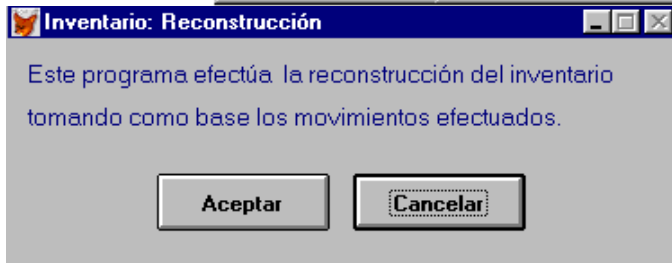 Inventario: Reconstrucción
Este programa efectúa la reconstrucción del inventario
tomando como base los movimientos efectuados.
Aceptar Cancelar